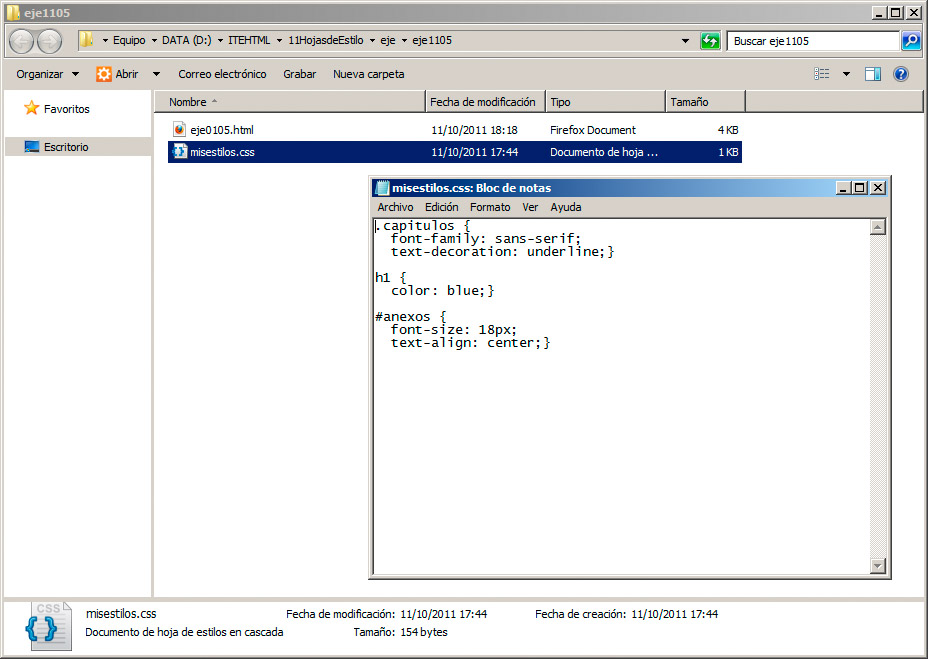 eje1105
Equipo DATA (D:) ITEHTML 11HojasdeEstilo eje eje1105
Buscar eje1105
Organizar Abrir Correo electrónico Grabar Nueva carpeta
Favoritos
Escritorio
Nombre Fecha de modificación Tipo Tamaño
eje0105.html 11/10/2011 18:18 Firefox Document 4 KB
misestilos.css 11/10/2011 17:44 Documento de hoja ... 1 KB
misestilos.css: Bloc de notas
Archivo Edición Formato Ver Ayuda
.capitulos {
font-family: sans-serif;
text-decoration: underline;}
h1 {
color: blue;}
#anexos {
font-size: 18px;
text-align: center;}
CSS
misestilos.css Fecha de modificación: 11/10/2011 17:44 Fecha de creación: 11/10/2011 17:44
Documento de hoja de estilos en cascada Tamaño: 154 bytes